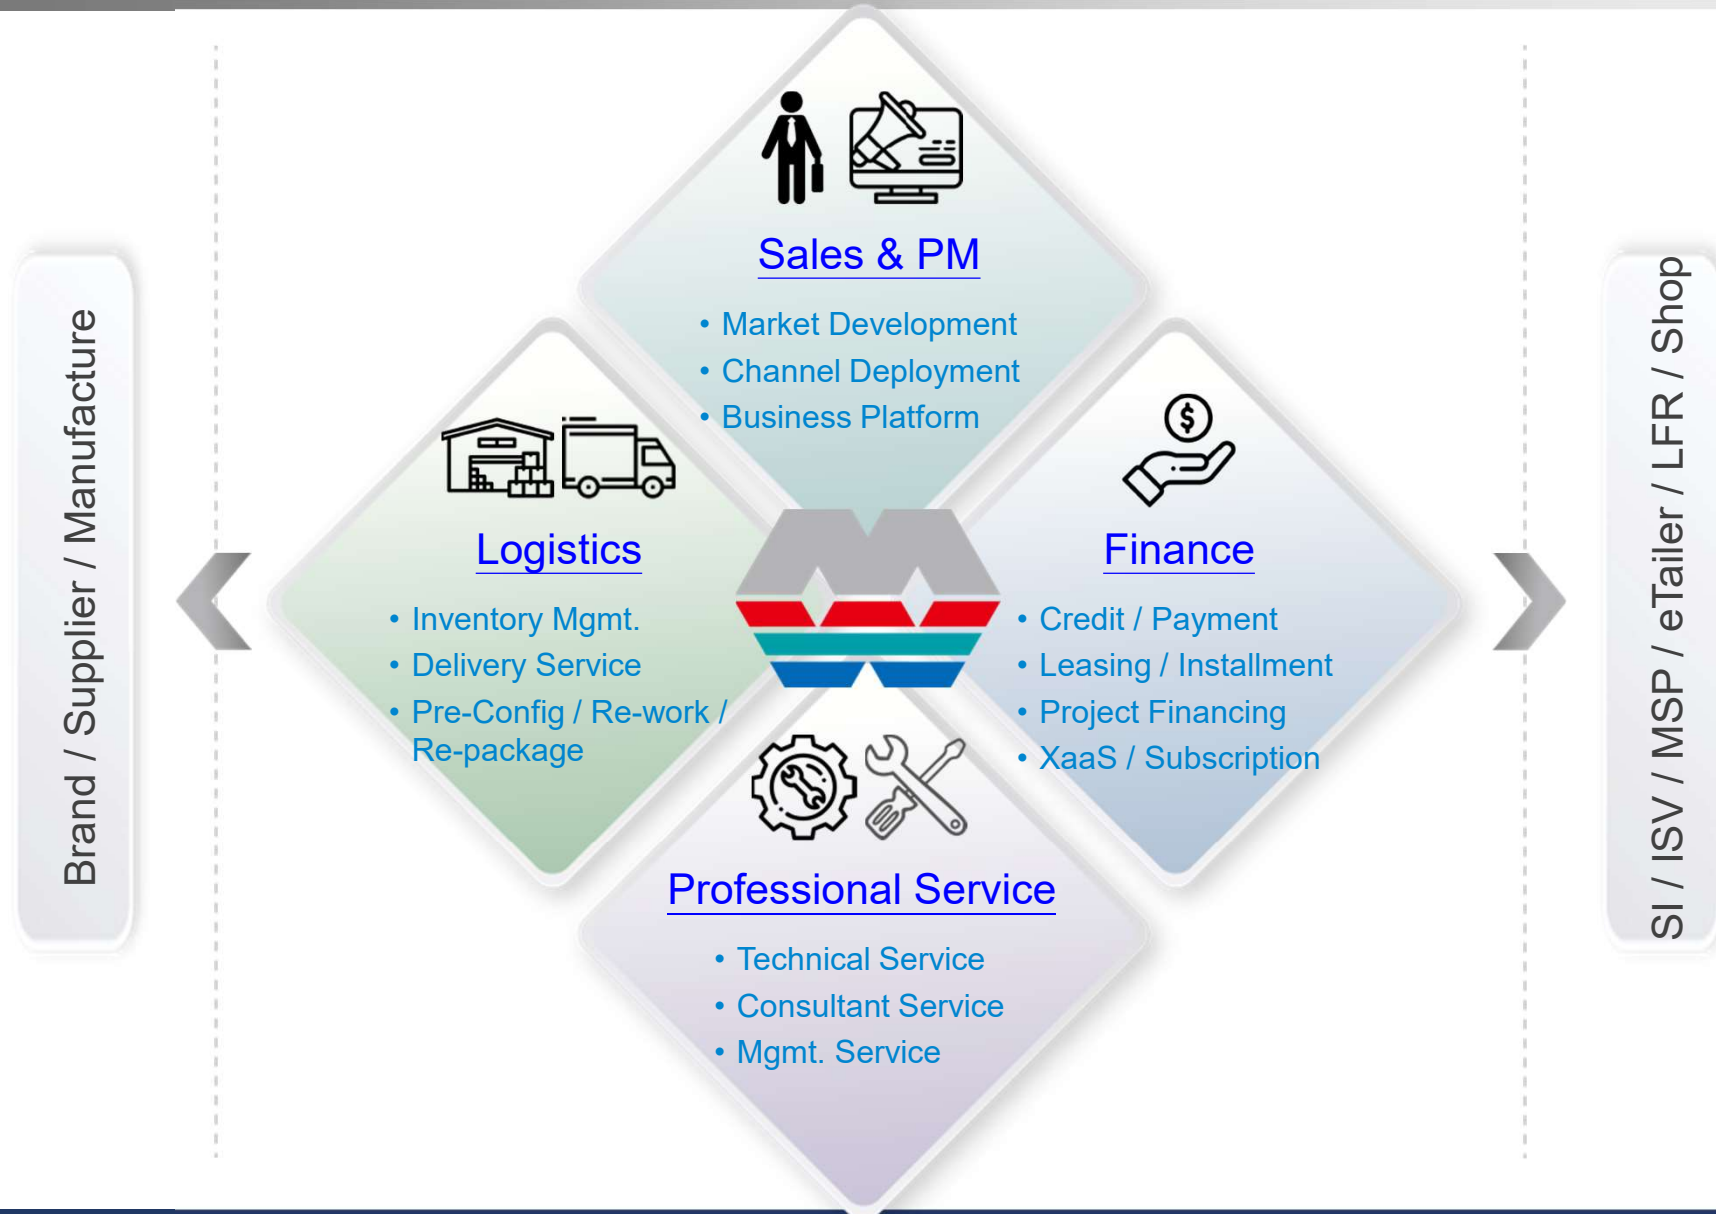 Brand / Supplier / Manufacture
Sales & PM
• Market Development
• Channel Deployment
• Business Platform
Logistics
• Inventory Mgmt.
• Delivery Service
• Pre-Config / Re-work /
Re-package
Finance
• Credit / Payment
• Leasing / Installment
• Project Financing
• XaaS / Subscription
Professional Service
• Technical Service
• Consultant Service
• Mgmt. Service
SI / ISV / MSP / eTailer / LFR / Shop